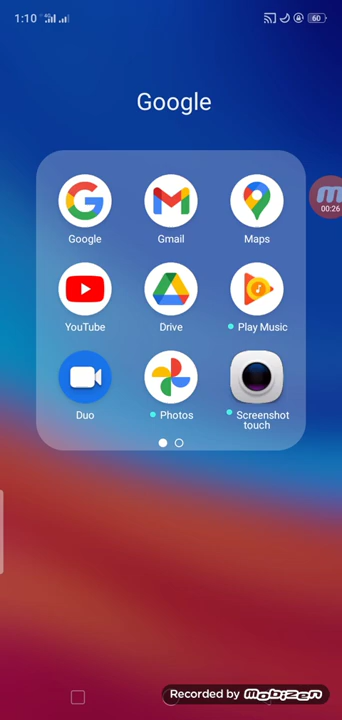 1:10
60
Google
00:26
Google
Gmail
Maps
YouTube
Drive
Play Music
Duo
Photos
Screenshot
touch
Recorded by mobizen